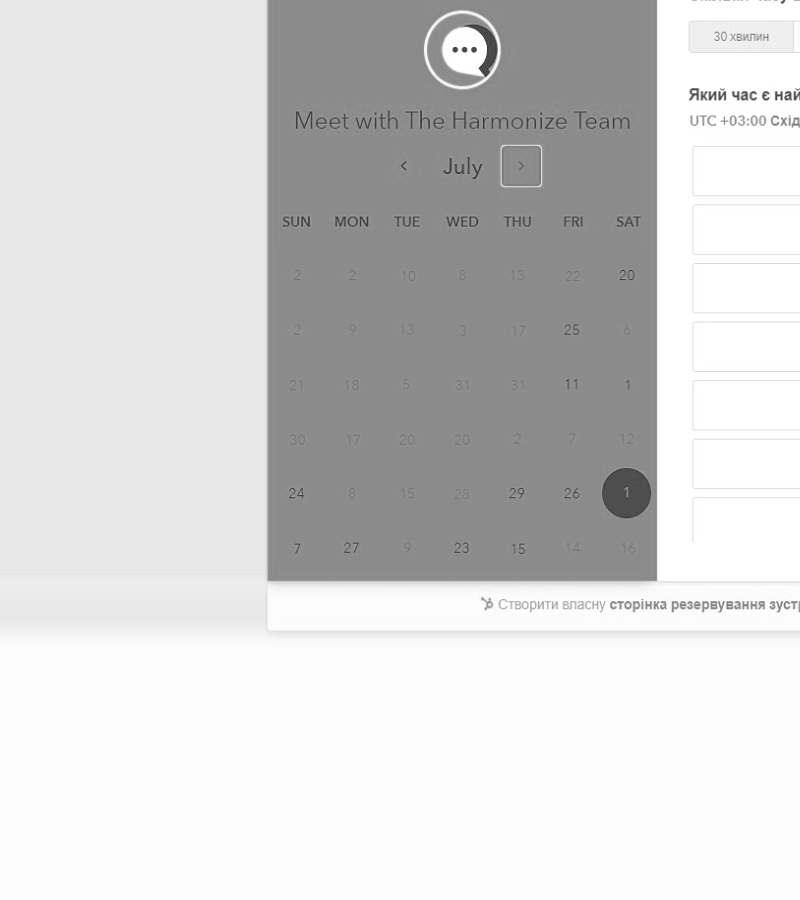 30 хвилин
Meet with The Harmonize Team
Який час є най
July
UTC +03:00 Схід
SUN MON TUE WED THU FRI SAT
2 2 10 8 13 22 20
2 9 13 3 17 25 6
21 18 5 31 31 11 1
30 17 20 20 2 7 12
24 8 15 28 29 26 1
7 27 9 23 15 14 16
Створити власну сторінка резервування зустр